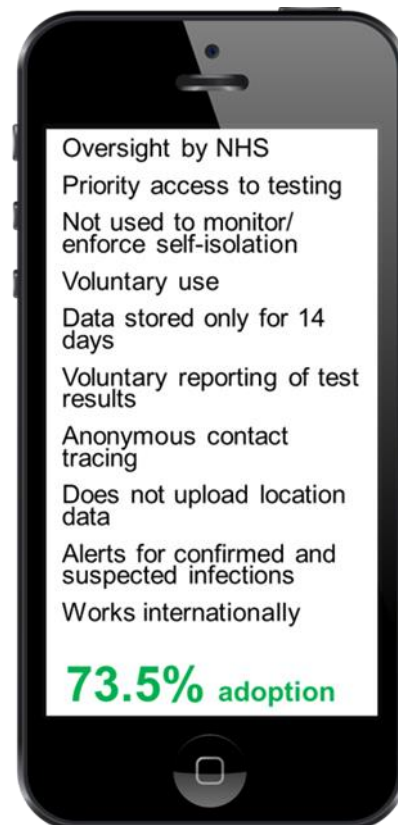 Oversight by NHS
Priority access to testing
Not used to monitor/
enforce self-isolation
Voluntary use
Data stored only for 14
days
Voluntary reporting of test
results
Anonymous contact
tracing
Does not upload location
data
Alerts for confirmed and
suspected infections
Works internationally
73.5% adoption